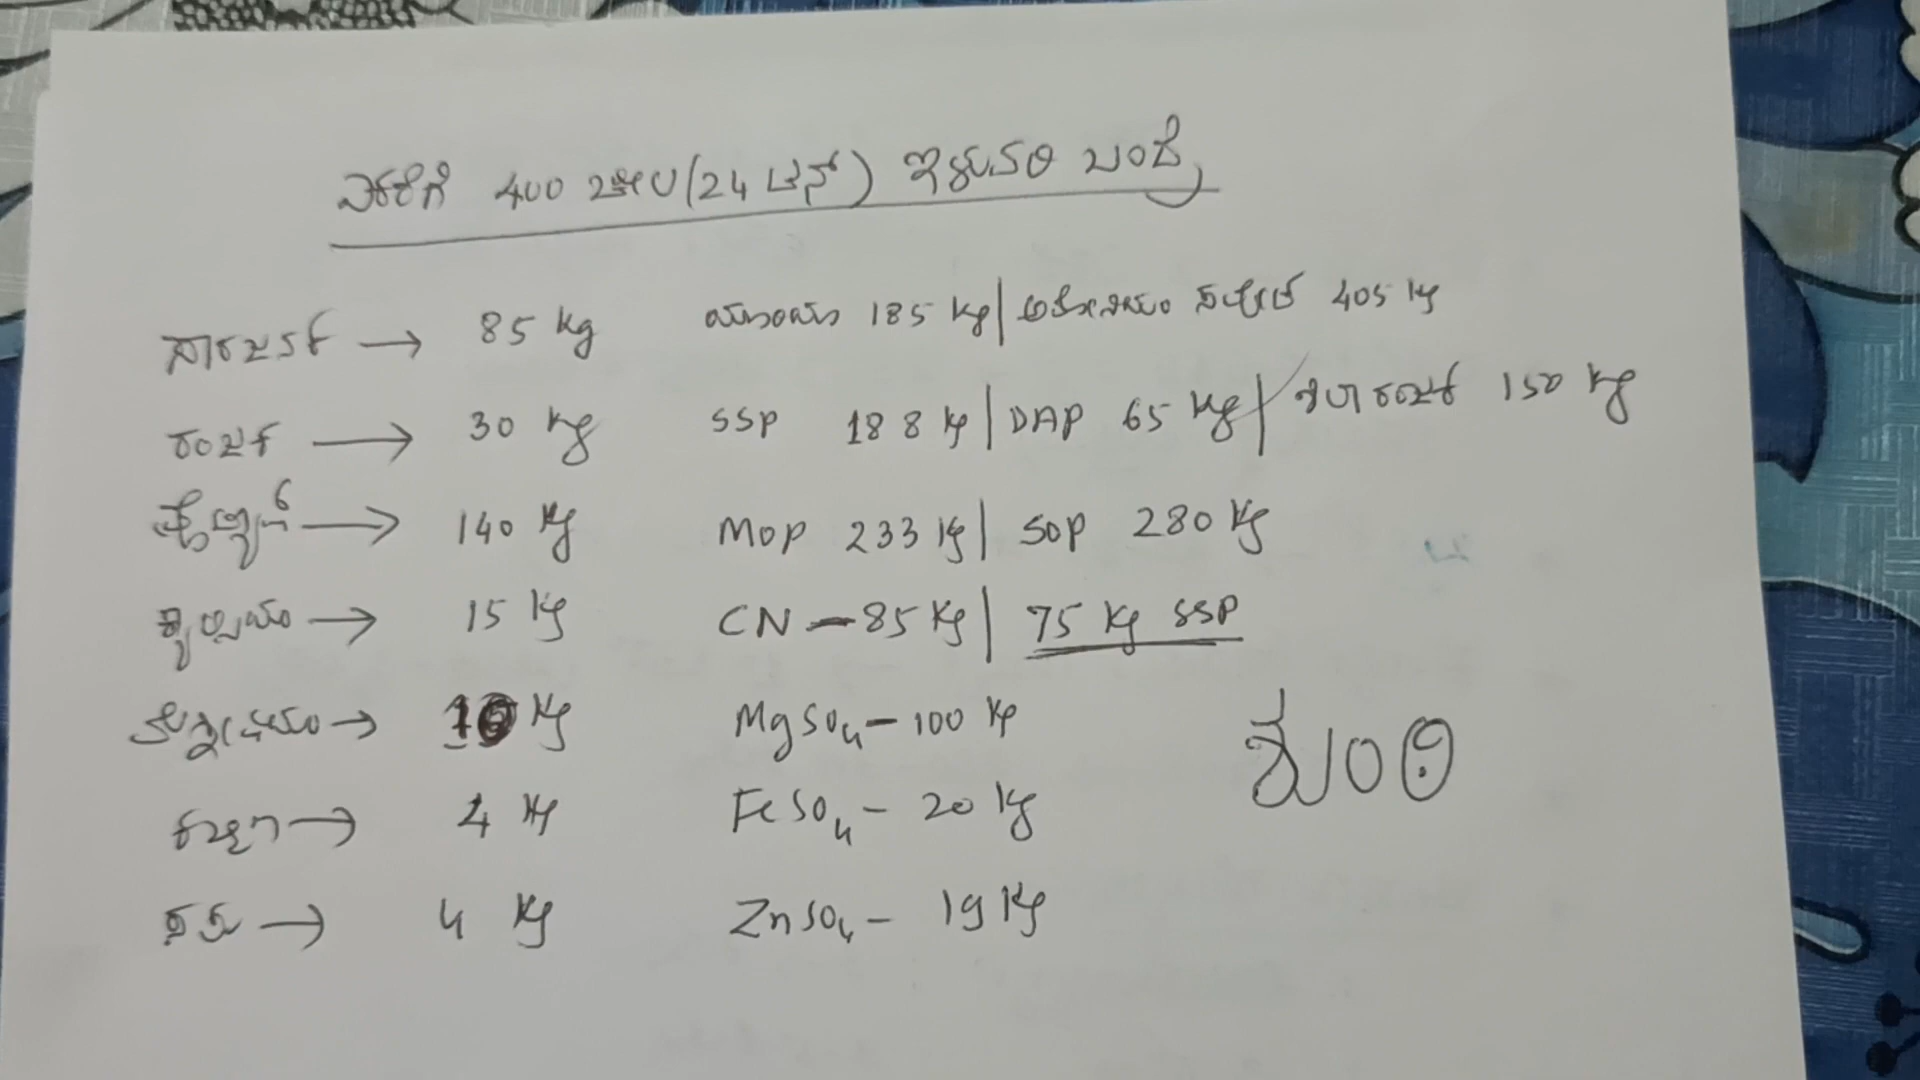 ಎಕರೆಗೆ 400 ಚೀಲ (24 ಟನ್) ಇಳುವರಿ ಬಂದ್ರೆ
ಸಾರಜನಕ → 85 kg ಯೂರಿಯಾ 185 kg | ಅಮೋನಿಯಂ ಸಲ್ಫೇಟ್ 405 kg
ರಂಜಕ → 30 kg SSP 188 kg | DAP 65 kg | ಶಿಲಾರಂಜಕ 150 kg
ಪೊಟ್ಯಾಷ್ → 140 kg MOP 233 kg | SOP 280 kg
ಕ್ಯಾಲ್ಸಿಯಂ → 15 kg CN - 85 kg | 75 kg SSP
ಮೆಗ್ನೀಷಿಯಂ → 10 kg MgSO4 - 100 kg
ಕಬ್ಬಿಣ → 4 kg FeSO4 - 20 kg
ಸತು → 4 kg ZnSO4 - 19 kg
ಶುಂಠಿ